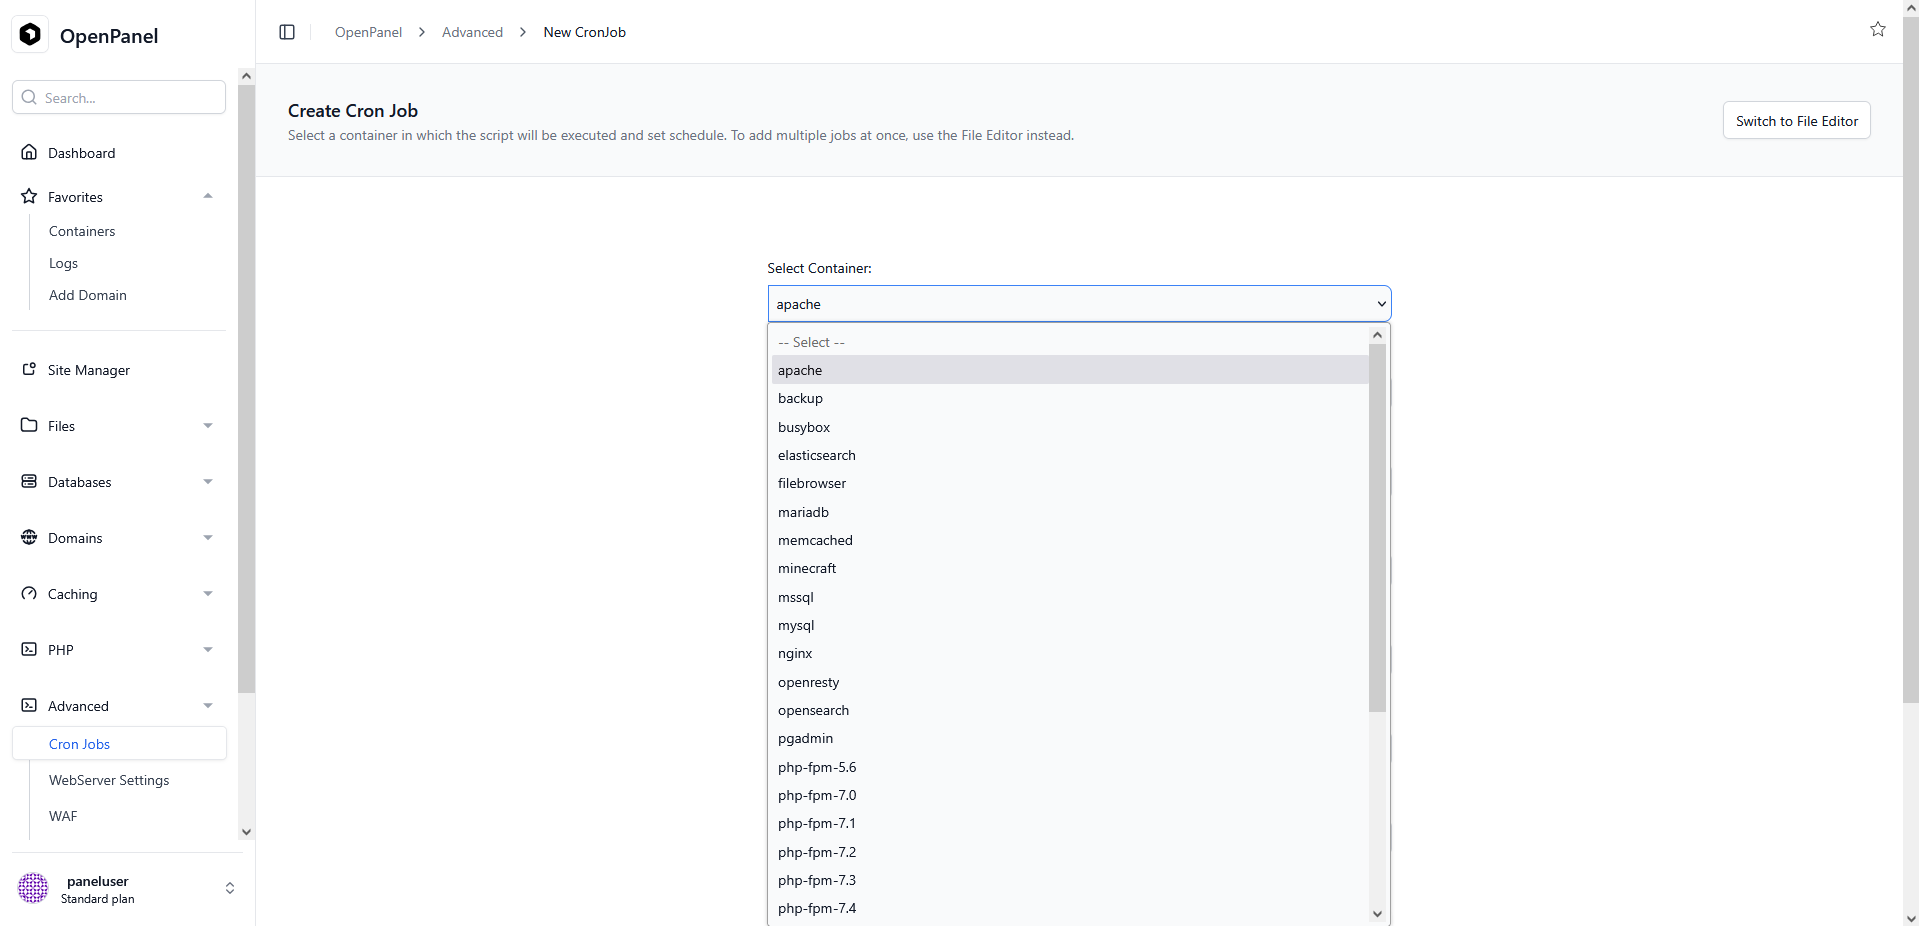 OpenPanel
Search...
Dashboard
Favorites
Containers
Logs
Add Domain
Site Manager
Files
Databases
Domains
Caching
PHP
Advanced
Cron Jobs
WebServer Settings
WAF
paneluser
Standard plan
OpenPanel > Advanced > New CronJob
Create Cron Job
Select a container in which the script will be executed and set schedule. To add multiple jobs at once, use the File Editor instead.
Switch to File Editor
Select Container:
apache
-- Select --
apache
backup
busybox
elasticsearch
filebrowser
mariadb
memcached
minecraft
mssql
mysql
nginx
openresty
opensearch
pgadmin
php-fpm-5.6
php-fpm-7.0
php-fpm-7.1
php-fpm-7.2
php-fpm-7.3
php-fpm-7.4